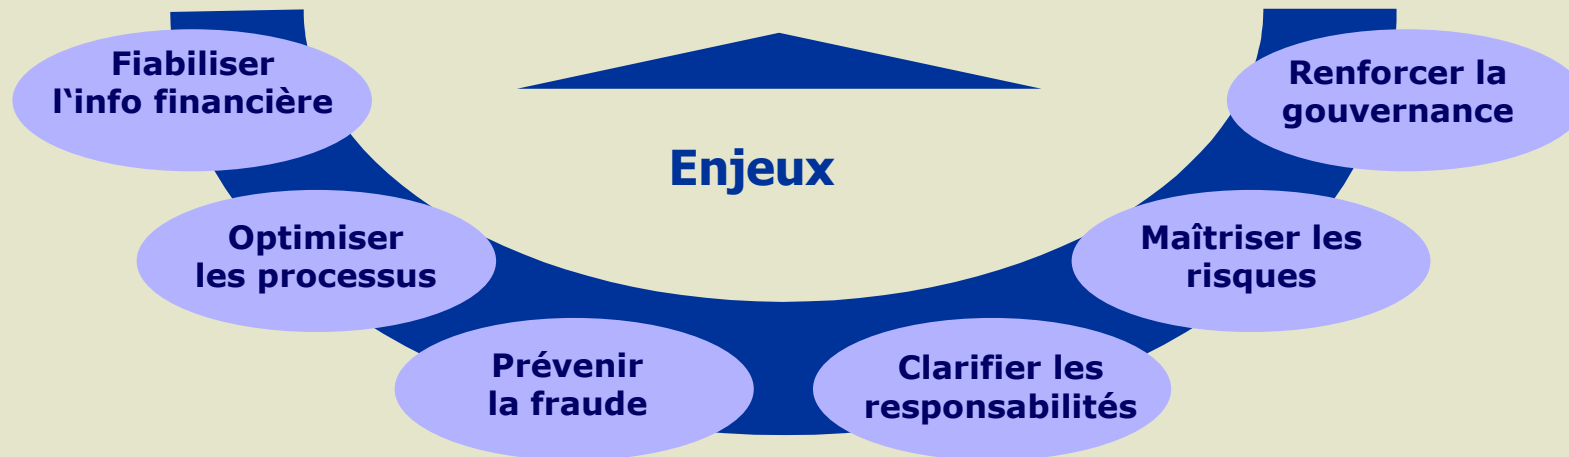 Fiabiliser
l‘info financière
Renforcer la
gouvernance
Enjeux
Optimiser
les processus
Maîtriser les
risques
Prévenir
la fraude
Clarifier les
responsabilités